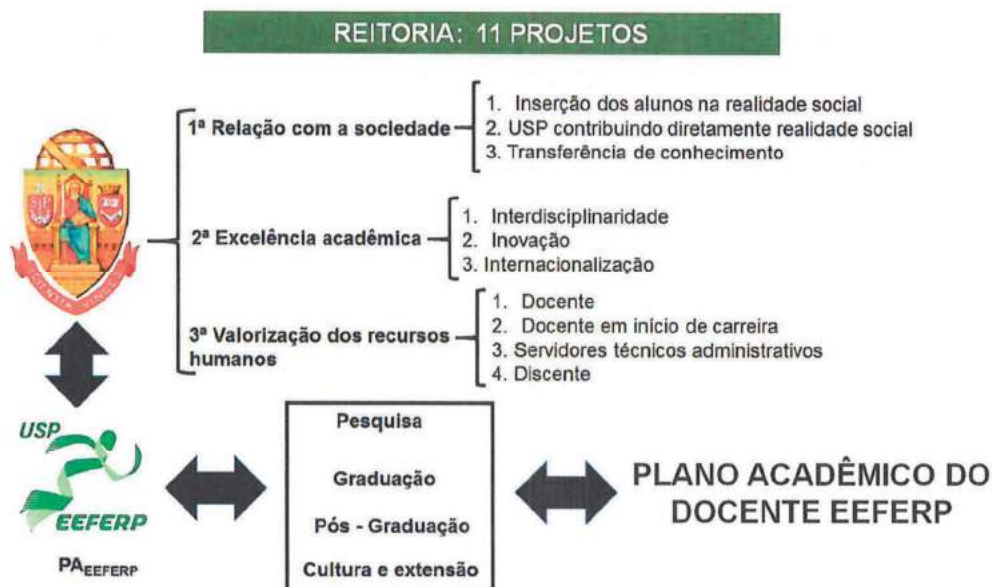 REITORIA: 11 PROJETOS
1ª Relação com a sociedade
1. Inserção dos alunos na realidade social
2. USP contribuindo diretamente realidade social
3. Transferência de conhecimento
2ª Excelência acadêmica
1. Interdisciplinaridade
2. Inovação
3. Internacionalização
3ª Valorização dos recursos
humanos
1. Docente
2. Docente em início de carreira
3. Servidores técnicos administrativos
4. Discente
USP
EEFERP
PAEEFERP
Pesquisa
Graduação
Pós - Graduação
Cultura e extensão
PLANO ACADÊMICO DO
DOCENTE EEFERP